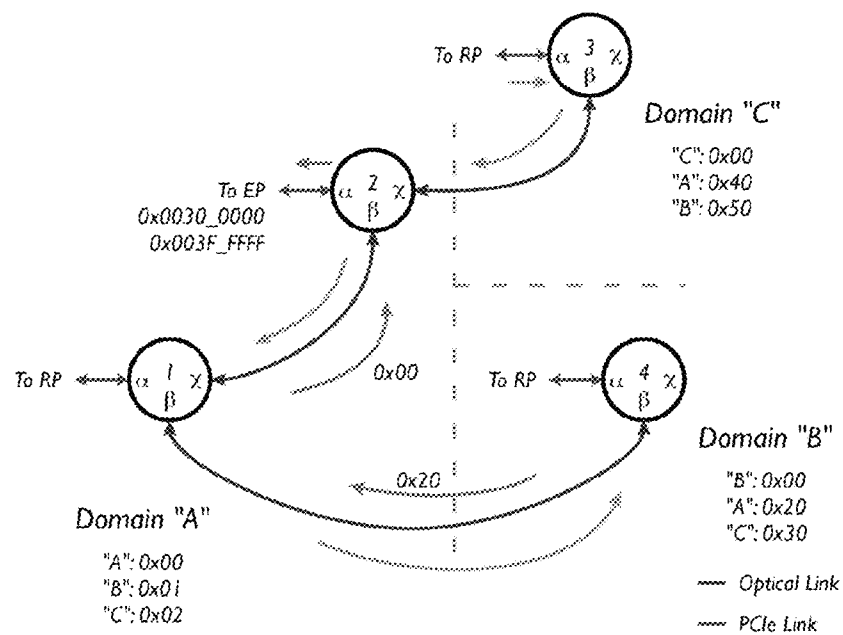 To RP
α 3 χ
β
Domain "C"
"C": 0x00
"A": 0x40
"B": 0x50
To EP
0x0030_0000
0x003F_FFFF
α 2 χ
β
To RP
α 1 χ
β
0x00
To RP
α 4 χ
β
0x20
Domain "A"
"A": 0x00
"B": 0x01
"C": 0x02
Domain "B"
"B": 0x00
"A": 0x20
"C": 0x30
Optical Link
PCIe Link